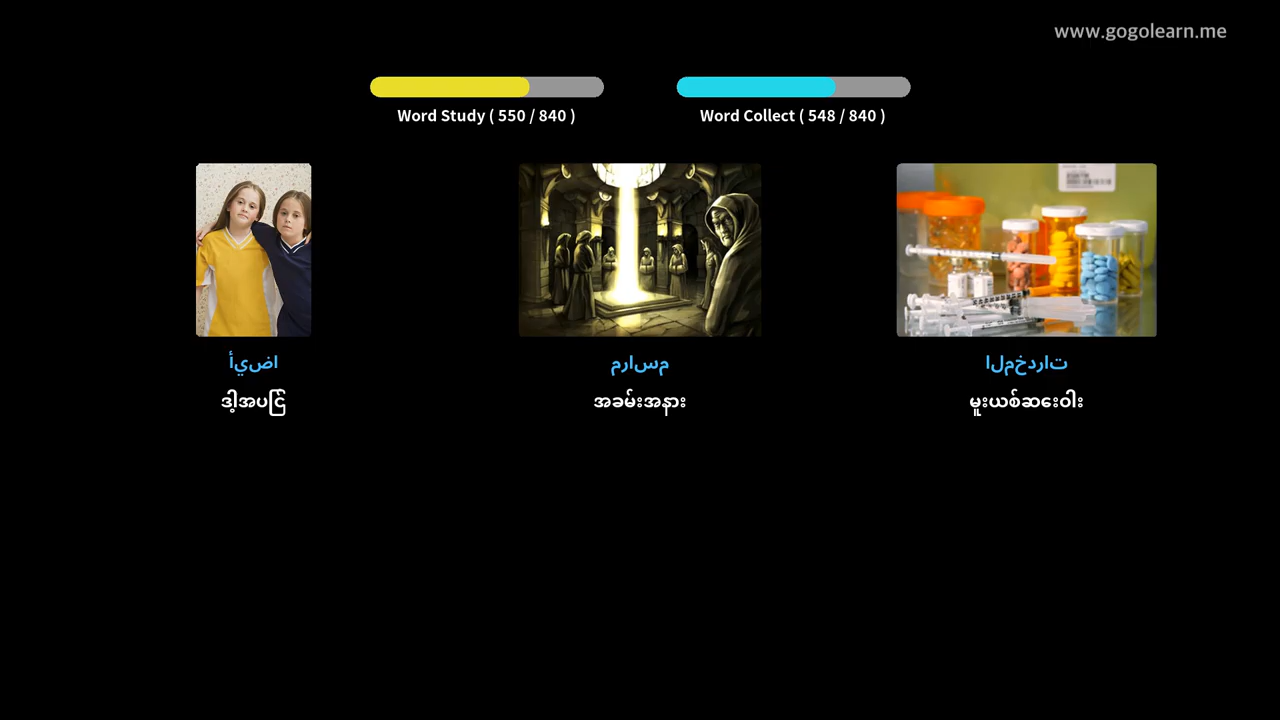 www.gogolearn.me
Word Study ( 550 / 840 )
Word Collect ( 548 / 840 )
أيضا
مراسم
المخدرات
ဒါ့အပြင်
အခမ်းအနား
မူးယစ်ဆေးဝါး